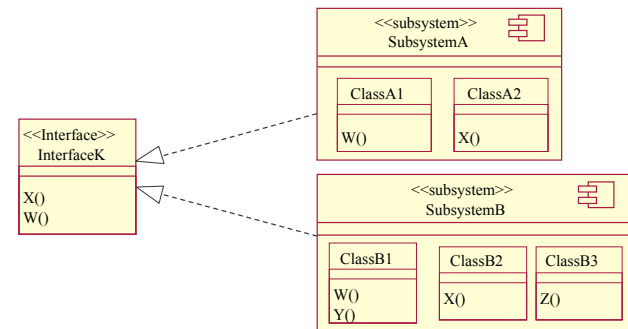 <<subsystem>>
SubsystemA
ClassA1
W()
ClassA2
X()
<<Interface>>
InterfaceK
X()
W()
<<subsystem>>
SubsystemB
ClassB1
W()
Y()
ClassB2
X()
ClassB3
Z()